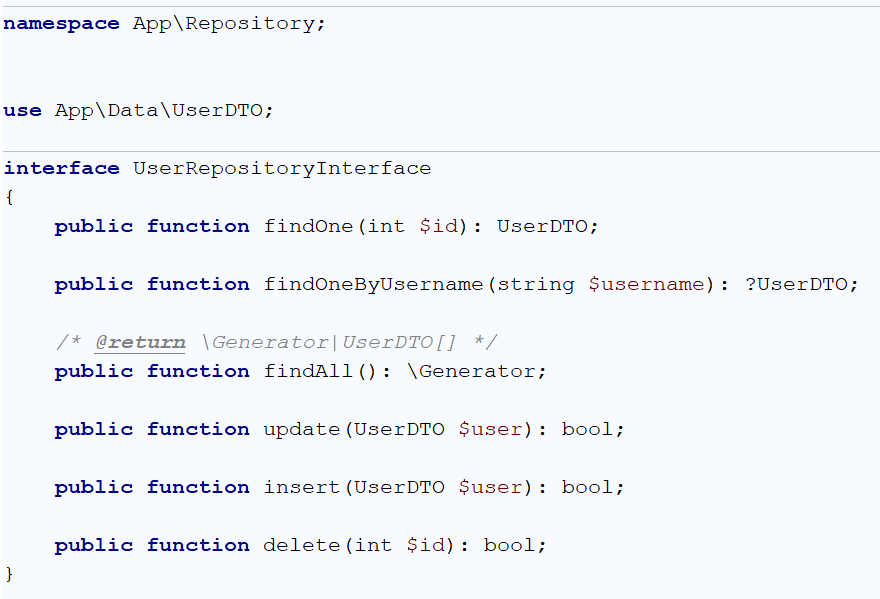 namespace App\Repository;
use App\Data\UserDTO;
interface UserRepositoryInterface
{
public function findOne(int $id): UserDTO;
public function findOneByUsername(string $username): ?UserDTO;
/* @return \Generator|UserDTO[] */
public function findAll(): \Generator;
public function update(UserDTO $user): bool;
public function insert(UserDTO $user): bool;
public function delete(int $id): bool;
}